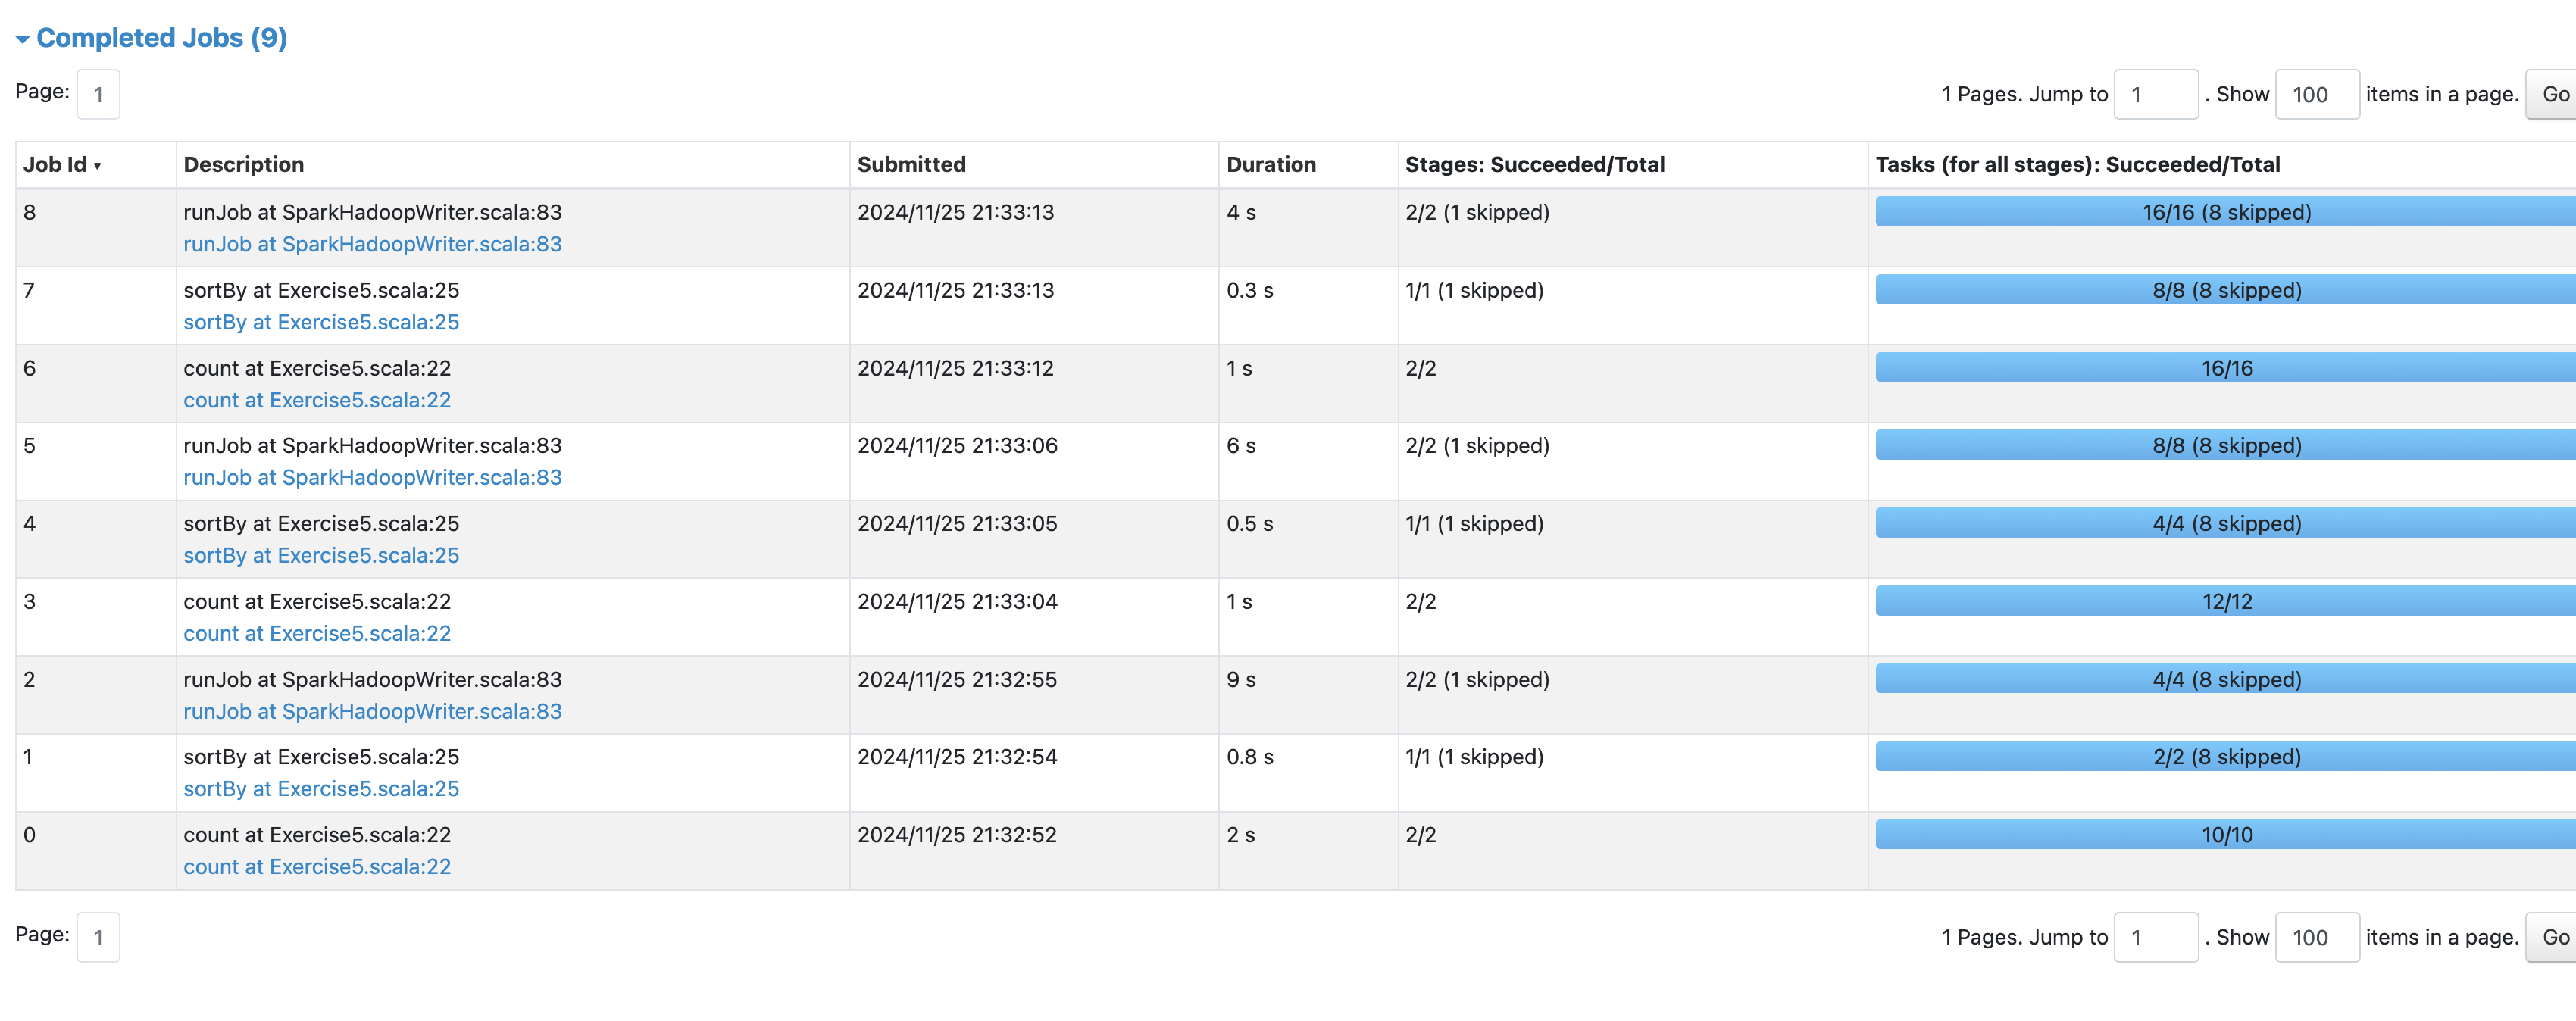 Completed Jobs (9)
Page: 1 1 Pages. Jump to 1 . Show 100 items in a page. Go
Job Id ▾ Description Submitted Duration Stages: Succeeded/Total Tasks (for all stages): Succeeded/Total
8 runJob at SparkHadoopWriter.scala:83 2024/11/25 21:33:13 4 s 2/2 (1 skipped) 16/16 (8 skipped)
runJob at SparkHadoopWriter.scala:83
7 sortBy at Exercise5.scala:25 2024/11/25 21:33:13 0.3 s 1/1 (1 skipped) 8/8 (8 skipped)
sortBy at Exercise5.scala:25
6 count at Exercise5.scala:22 2024/11/25 21:33:12 1 s 2/2 16/16
count at Exercise5.scala:22
5 runJob at SparkHadoopWriter.scala:83 2024/11/25 21:33:06 6 s 2/2 (1 skipped) 8/8 (8 skipped)
runJob at SparkHadoopWriter.scala:83
4 sortBy at Exercise5.scala:25 2024/11/25 21:33:05 0.5 s 1/1 (1 skipped) 4/4 (8 skipped)
sortBy at Exercise5.scala:25
3 count at Exercise5.scala:22 2024/11/25 21:33:04 1 s 2/2 12/12
count at Exercise5.scala:22
2 runJob at SparkHadoopWriter.scala:83 2024/11/25 21:32:55 9 s 2/2 (1 skipped) 4/4 (8 skipped)
runJob at SparkHadoopWriter.scala:83
1 sortBy at Exercise5.scala:25 2024/11/25 21:32:54 0.8 s 1/1 (1 skipped) 2/2 (8 skipped)
sortBy at Exercise5.scala:25
0 count at Exercise5.scala:22 2024/11/25 21:32:52 2 s 2/2 10/10
count at Exercise5.scala:22
Page: 1 1 Pages. Jump to 1 . Show 100 items in a page. Go